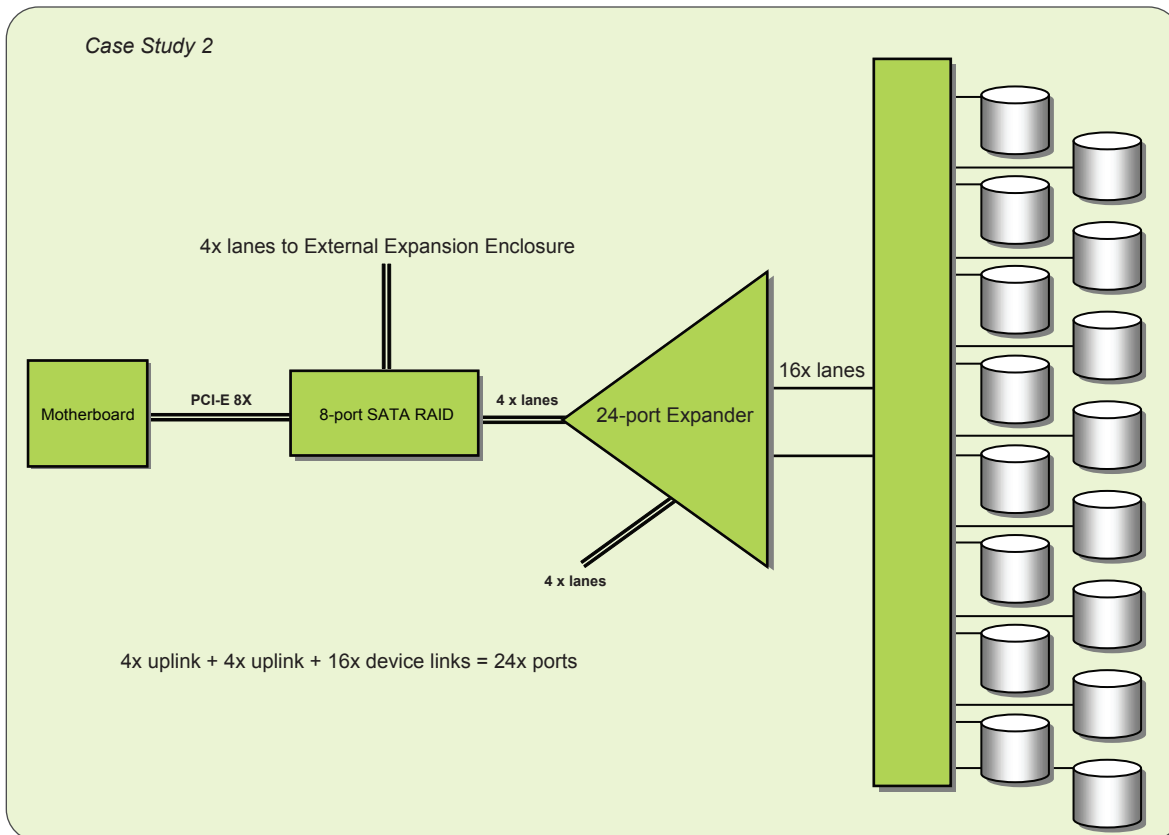 Case Study 2
4x lanes to External Expansion Enclosure
Motherboard
PCI-E 8X
8-port SATA RAID
4 x lanes
24-port Expander
16x lanes
4 x lanes
4x uplink + 4x uplink + 16x device links = 24x ports